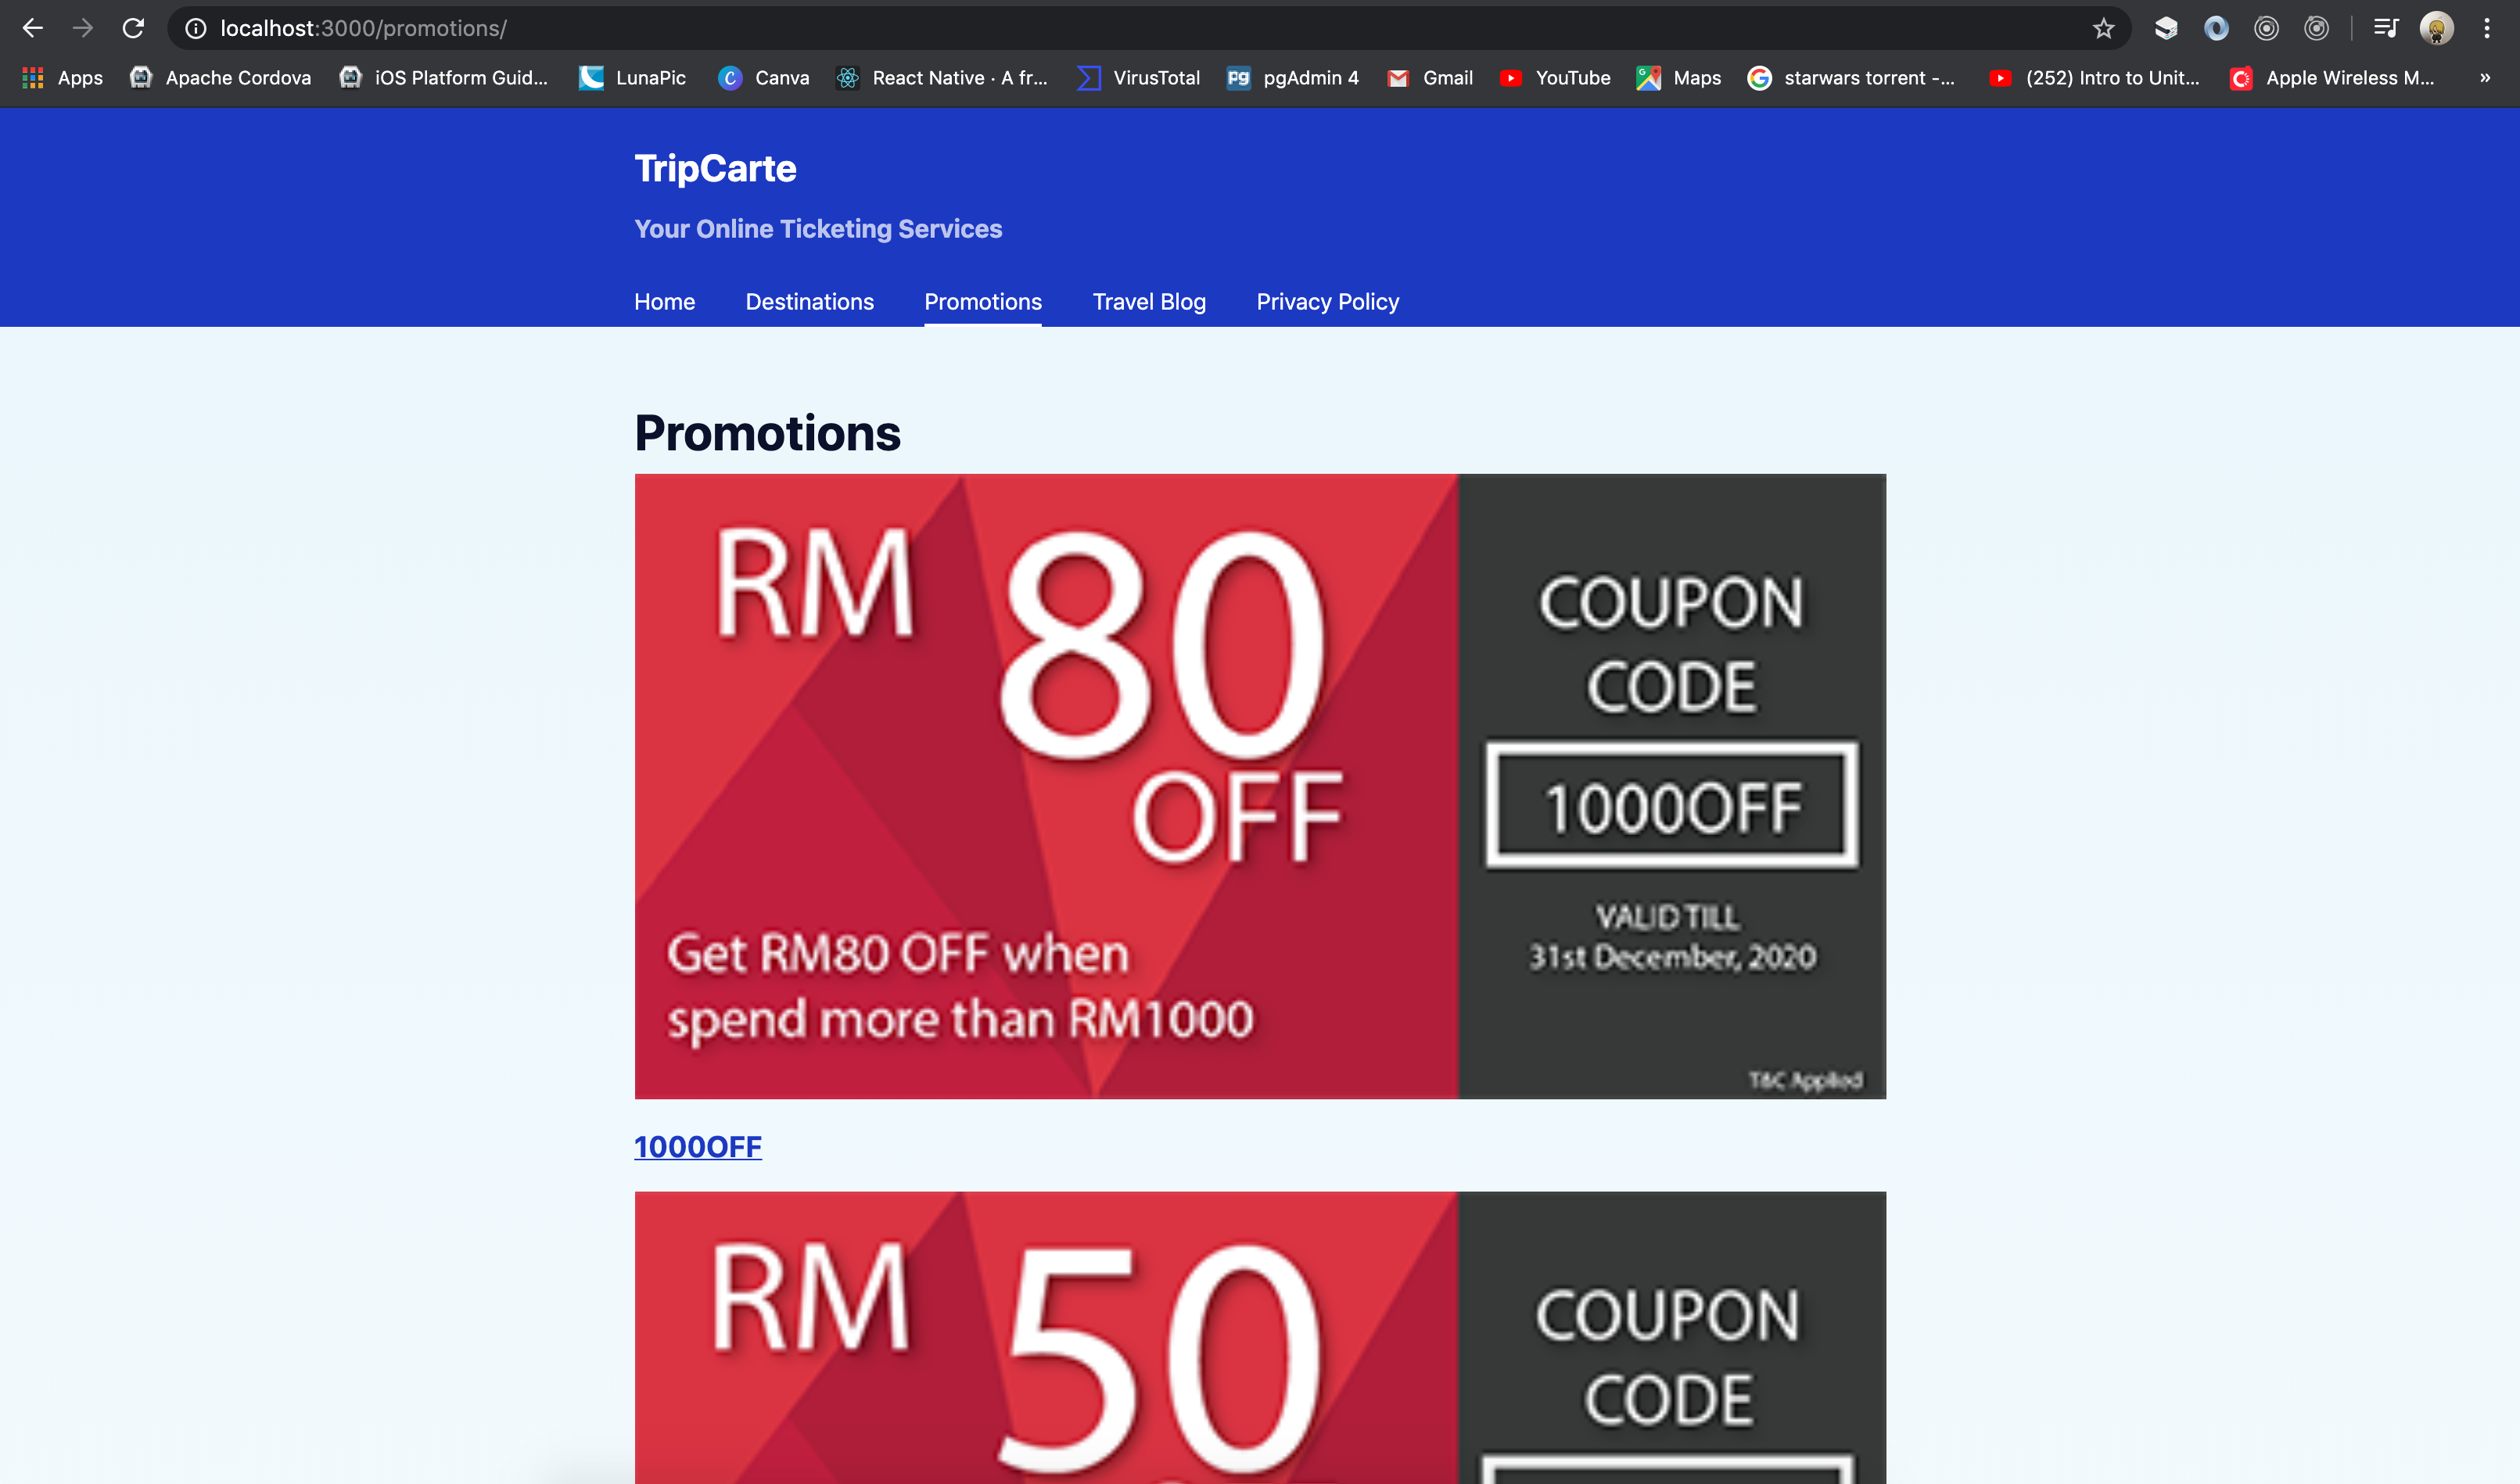 localhost:3000/promotions/
Apps
Apache Cordova
iOS Platform Guid...
LunaPic
Canva
React Native · A fr...
VirusTotal
pgAdmin 4
Gmail
YouTube
Maps
starwars torrent -...
(252) Intro to Unit...
Apple Wireless M...
»
TripCarte
Your Online Ticketing Services
Home
Destinations
Promotions
Travel Blog
Privacy Policy
Promotions
RM 80
OFF
Get RM80 OFF when
spend more than RM1000
COUPON
CODE
1000OFF
VALID TILL
31st December, 2020
T&C Applied
1000OFF
RM 50
COUPON
CODE